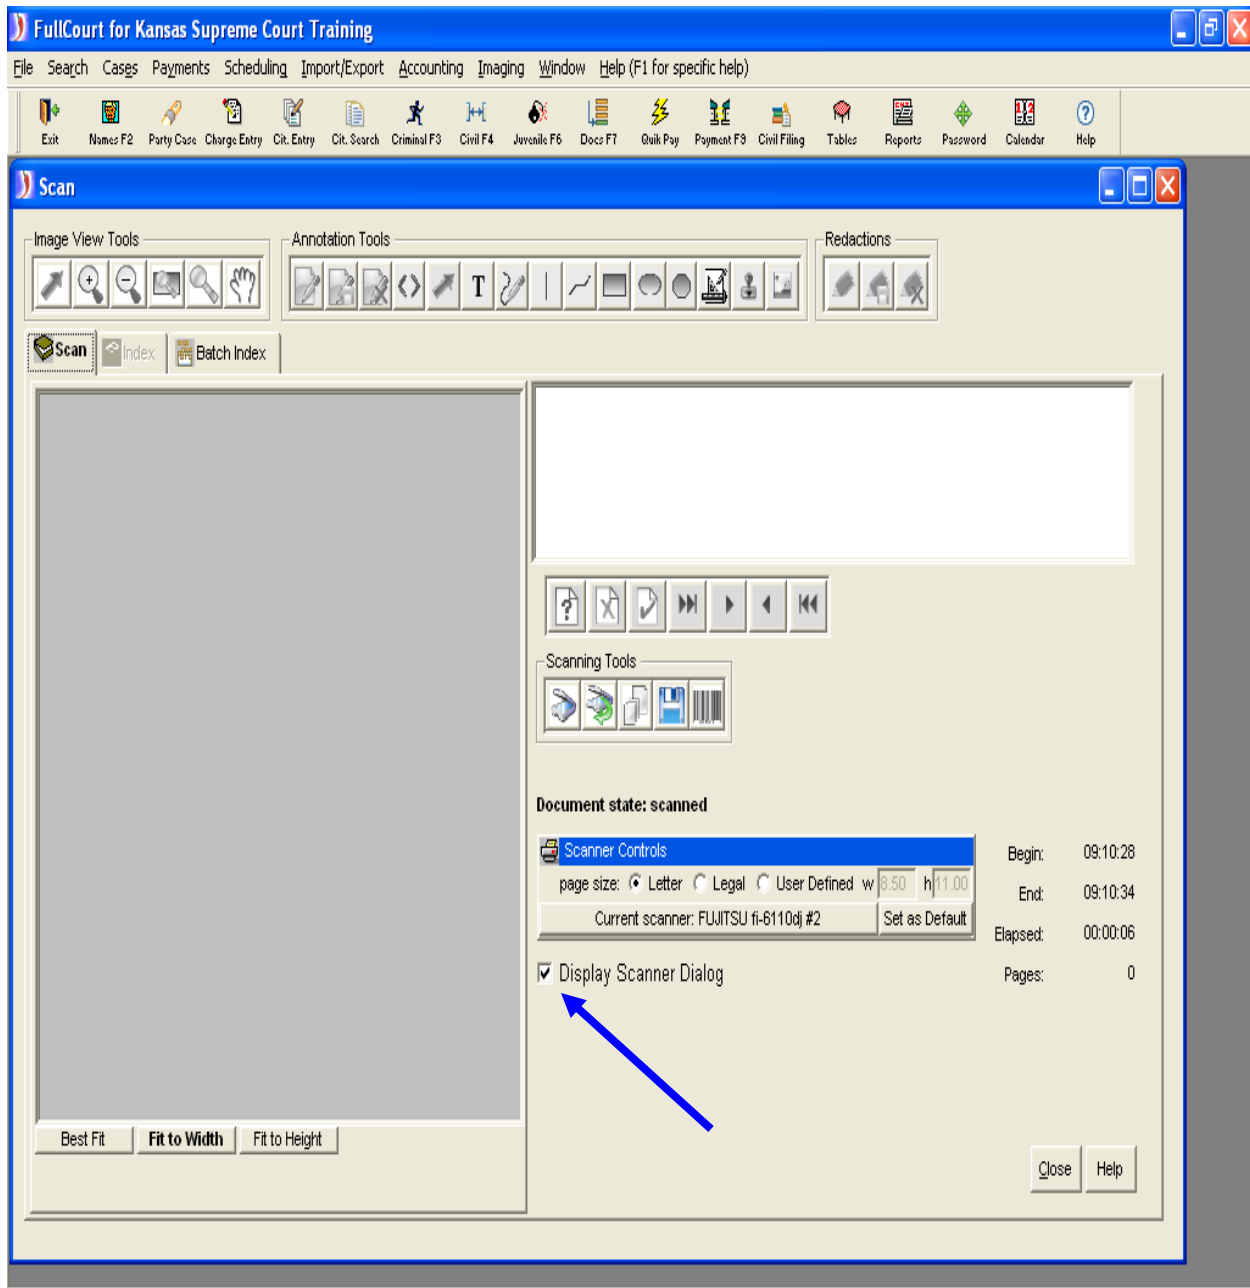 FullCourt for Kansas Supreme Court Training
File Search Cases Payments Scheduling Import/Export Accounting Imaging Window Help (F1 for specific help)
Exit Names F2 Party Case Charge Entry Cit. Entry Cit. Search Criminal F3 Civil F4 Juvenile F6 Docs F7 Quik Pay Payment F9 Civil Filing Tables Reports Password Calendar Help
Scan
Image View Tools Annotation Tools Redactions
T
Scan Index Batch Index
Scanning Tools
Document state: scanned
Scanner Controls
page size: Letter Legal User Defined w 8.50 h 11.00
Current scanner: FUJITSU fi-6110dj #2 Set as Default
Begin: 09:10:28
End: 09:10:34
Elapsed: 00:00:06
Display Scanner Dialog
Pages: 0
Best Fit Fit to Width Fit to Height
Close Help